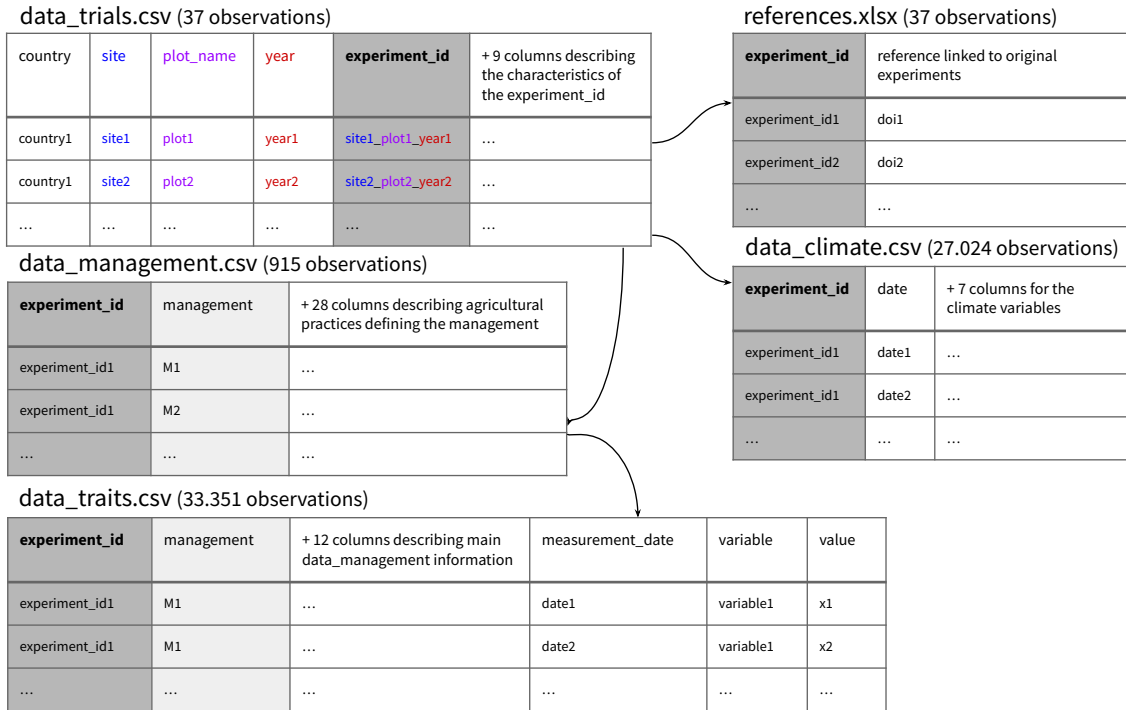 data_trials.csv (37 observations)
country site plot_name year experiment_id + 9 columns describing
the characteristics of
the experiment_id
country1 site1 plot1 year1 site1_plot1_year1 …
country1 site2 plot2 year2 site2_plot2_year2 …
… … … … … …
references.xlsx (37 observations)
experiment_id reference linked to original
experiments
experiment_id1 doi1
experiment_id2 doi2
… …
data_management.csv (915 observations)
experiment_id management + 28 columns describing agricultural
practices defining the management
experiment_id1 M1 …
experiment_id1 M2 …
… … …
data_climate.csv (27.024 observations)
experiment_id date + 7 columns for the
climate variables
experiment_id1 date1 …
experiment_id1 date2 …
… … …
data_traits.csv (33.351 observations)
experiment_id management + 12 columns describing main measurement_date variable value
data_management information
experiment_id1 M1 … date1 variable1 x1
experiment_id1 M1 … date2 variable1 x2
… … … … … …